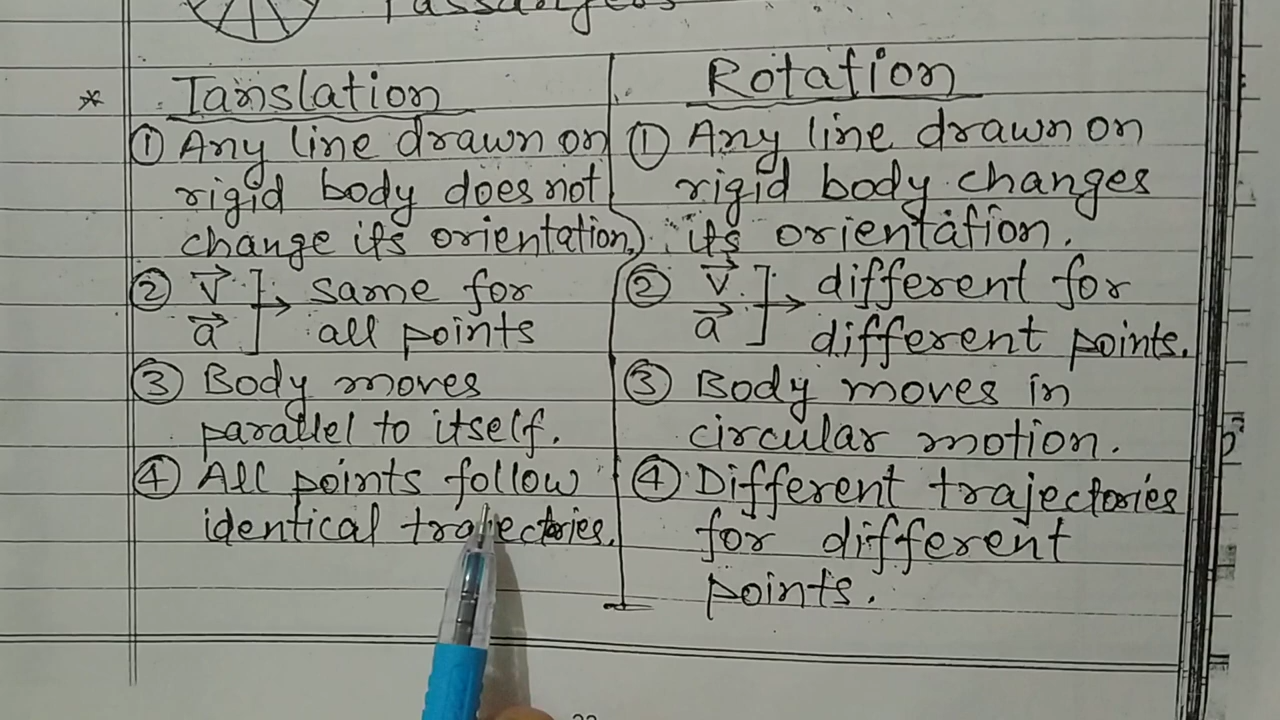 Passangers
* Tanslation
① Any line drawn on
rigid body does not
change its orientation
② v⃗
a⃗ ] → same for
all points
③ Body moves
parallel to itself.
④ All points follow
identical trajectories.
Rotation
① Any line drawn on
rigid body changes
its orientation.
② v⃗
a⃗ ] → different for
different points.
③ Body moves in
circular motion.
④ Different trajectories
for different
points.